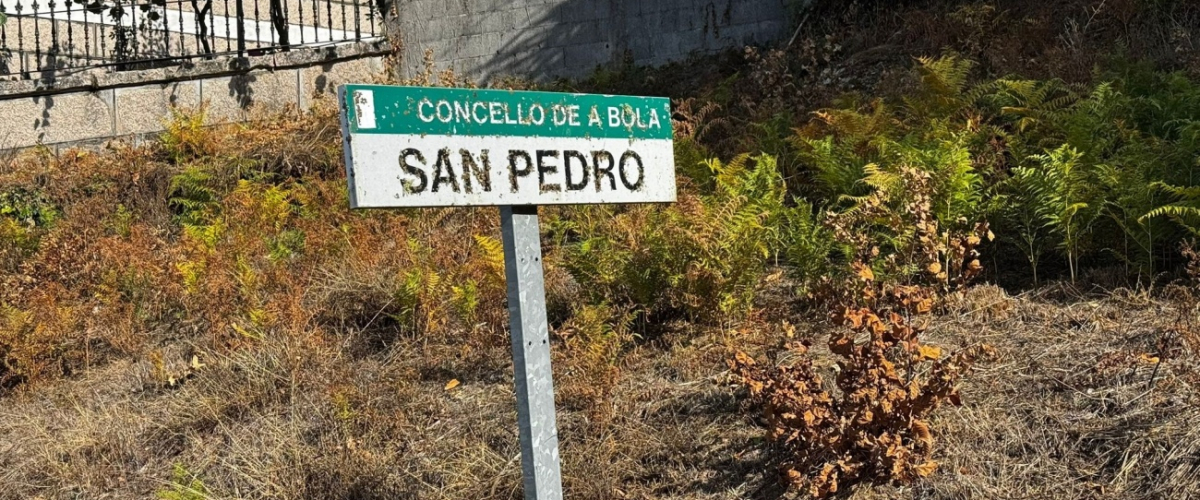 CONCELLO DE A BOLA
SAN PEDRO